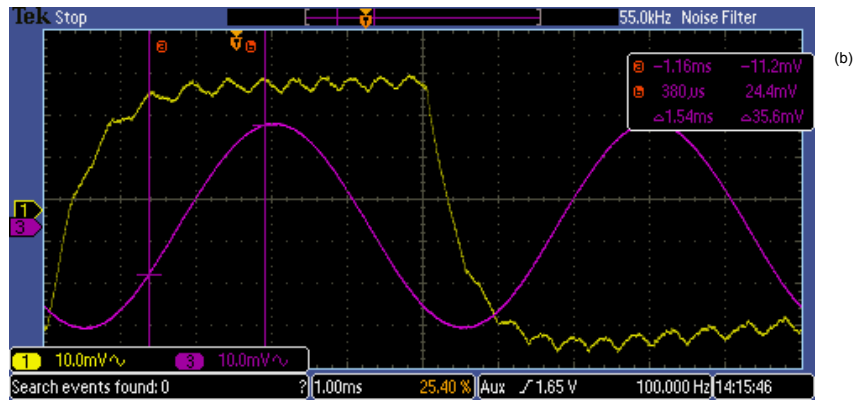 Tek Stop 55.0kHz Noise Filter
(b)
a b
a −1.16ms −11.2mV
b 380µs 24.4mV
△1.54ms △35.6mV
1
3
1 10.0mV∿ 3 10.0mV∿
Search events found: 0 ? 1.00ms 25.40 % Aux ƒ 1.65 V 100.000 Hz 14:15:46